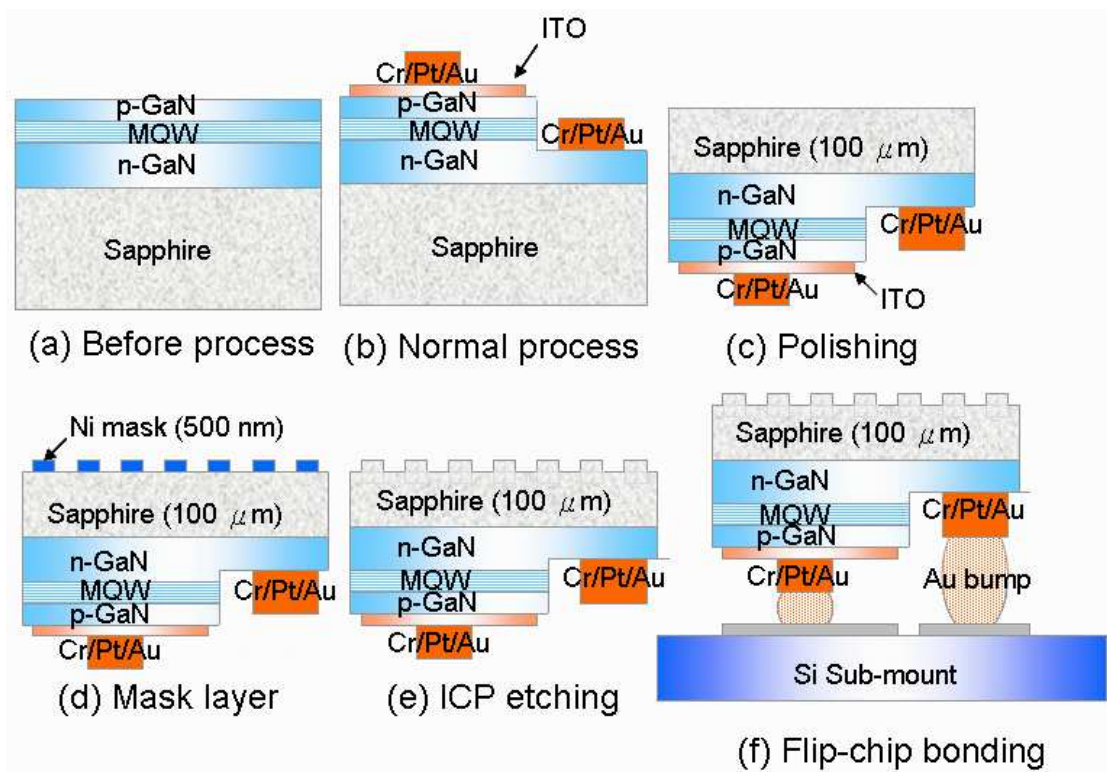 p-GaN
MQW
n-GaN
Sapphire
(a) Before process
ITO
Cr/Pt/Au
p-GaN
MQW
Cr/Pt/Au
n-GaN
(b) Normal process
Sapphire (100 μm)
n-GaN
MQW
Cr/Pt/Au
p-GaN
Cr/Pt/Au
ITO
(c) Polishing
Ni mask (500 nm)
Sapphire (100 μm)
n-GaN
MQW
Cr/Pt/Au
p-GaN
Cr/Pt/Au
(d) Mask layer
Sapphire (100 μm)
n-GaN
MQW
Cr/Pt/Au
p-GaN
Cr/Pt/Au
(e) ICP etching
Sapphire (100 μm)
n-GaN
MQW
Cr/Pt/Au
p-GaN
Cr/Pt/Au
Au bump
Si Sub-mount
(f) Flip-chip bonding